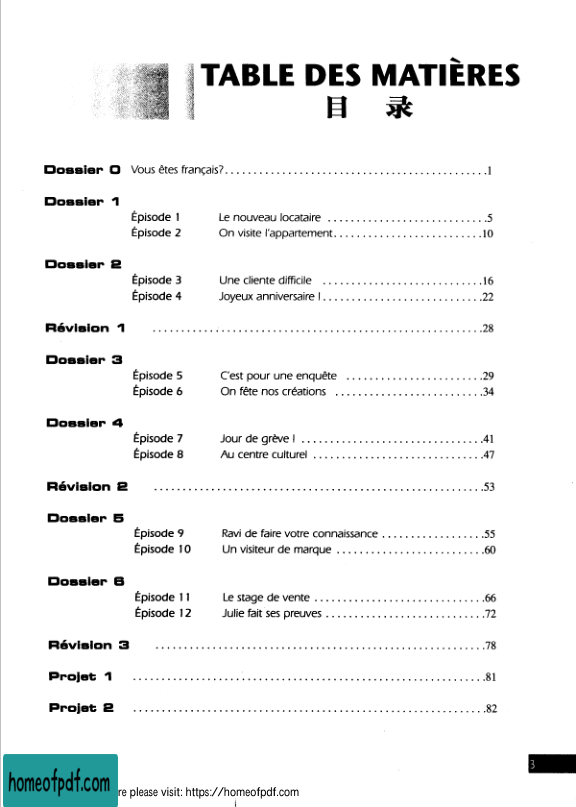 TABLE DES MATIÈRES
目 录
Dossier 0 Vous êtes français?..............................................1
Dossier 1
Épisode 1 Le nouveau locataire ............................5
Épisode 2 On visite l'appartement..........................10
Dossier 2
Épisode 3 Une cliente difficile ............................16
Épisode 4 Joyeux anniversaire !............................22
Révision 1 ..........................................................28
Dossier 3
Épisode 5 C'est pour une enquête ........................29
Épisode 6 On fête nos créations ..........................34
Dossier 4
Épisode 7 Jour de grève ! ................................41
Épisode 8 Au centre culturel ..............................47
Révision 2 ..........................................................53
Dossier 5
Épisode 9 Ravi de faire votre connaissance ..................55
Épisode 10 Un visiteur de marque ..........................60
Dossier 6
Épisode 11 Le stage de vente ..............................66
Épisode 12 Julie fait ses preuves ............................72
Révision 3 ..........................................................78
Projet 1 ..............................................................81
Projet 2 ..............................................................82
3
homeofpdf.com
re please visit: https://homeofpdf.com